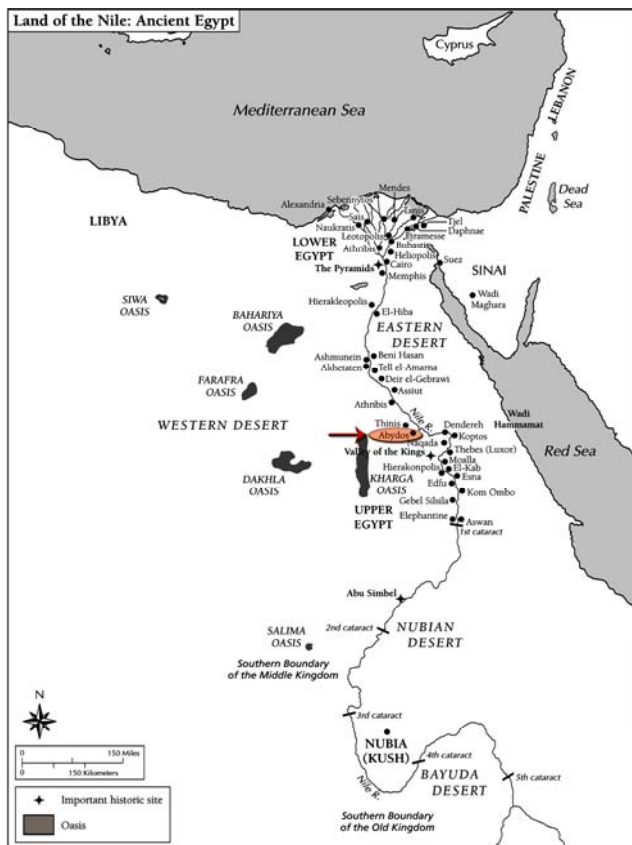 Land of the Nile: Ancient Egypt
Cyprus
Mediterranean Sea
LEBANON
PALESTINE
Dead
Sea
Mendes
Sebennytos
Tanis
Alexandria
Sais
Tjel
Naukratis
Daphnae
Leotopolis
Piramesse
LIBYA
LOWER
EGYPT
Bubastis
Athribis
Heliopolis
The Pyramids
Cairo
Suez
SINAI
Memphis
Wadi
Maghara
SIWA
OASIS
Hierakleopolis
El-Hiba
BAHARIYA
OASIS
EASTERN
DESERT
Ashmunein
Beni Hasan
Akhetaten
Tell el-Amarna
Deir el-Gebrawi
FARAFRA
OASIS
Assiut
Athribis
Nile R.
WESTERN DESERT
Thinis
Dendereh
Wadi
Hammamat
Abydos
Koptos
Naqada
Red Sea
Valley of the Kings
Thebes (Luxor)
Moalla
Hierakonpolis
El-Kab
Esna
DAKHLA
OASIS
KHARGA
OASIS
Edfu
Kom Ombo
Gebel Silsila
UPPER
EGYPT
Elephantine
Aswan
1st cataract
Abu Simbel
2nd cataract
NUBIAN
DESERT
SALIMA
OASIS
Southern Boundary
of the Middle Kingdom
N
3rd cataract
NUBIA
(KUSH)
4th cataract
5th cataract
BAYUDA
DESERT
Nile R.
0 150 Miles
0 150 Kilometers
Important historic site
Oasis
Southern Boundary
of the Old Kingdom